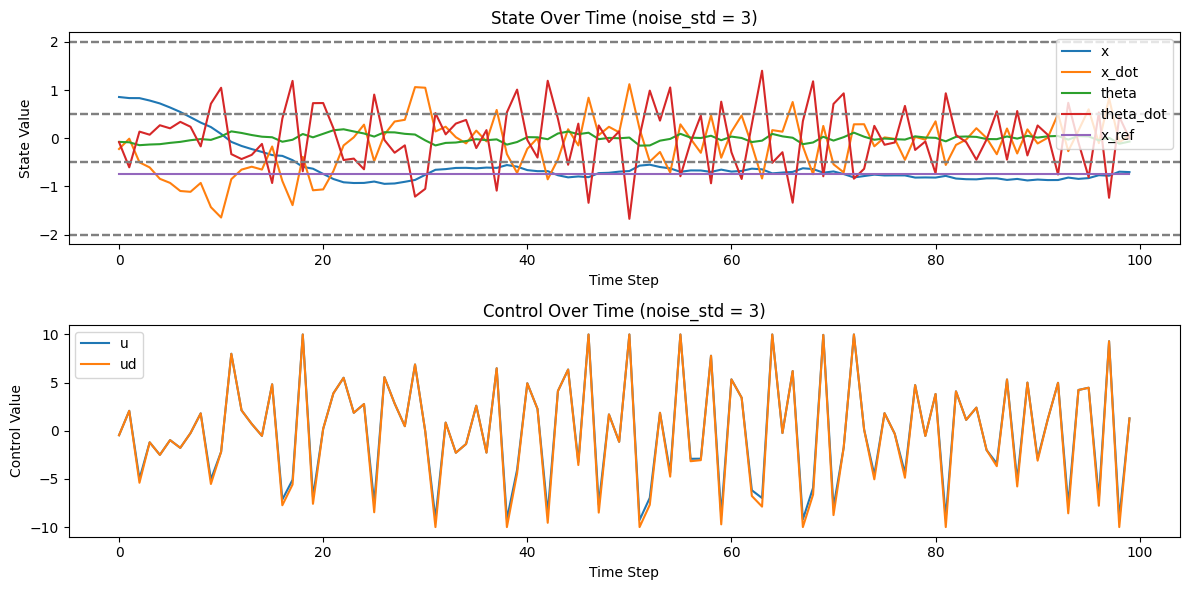 State Over Time (noise_std = 3)
State Value
2
1
0
−1
−2
x
x_dot
theta
theta_dot
x_ref
0
20
40
60
80
100
Time Step
Control Over Time (noise_std = 3)
Control Value
10
5
0
−5
−10
u
ud
0
20
40
60
80
100
Time Step